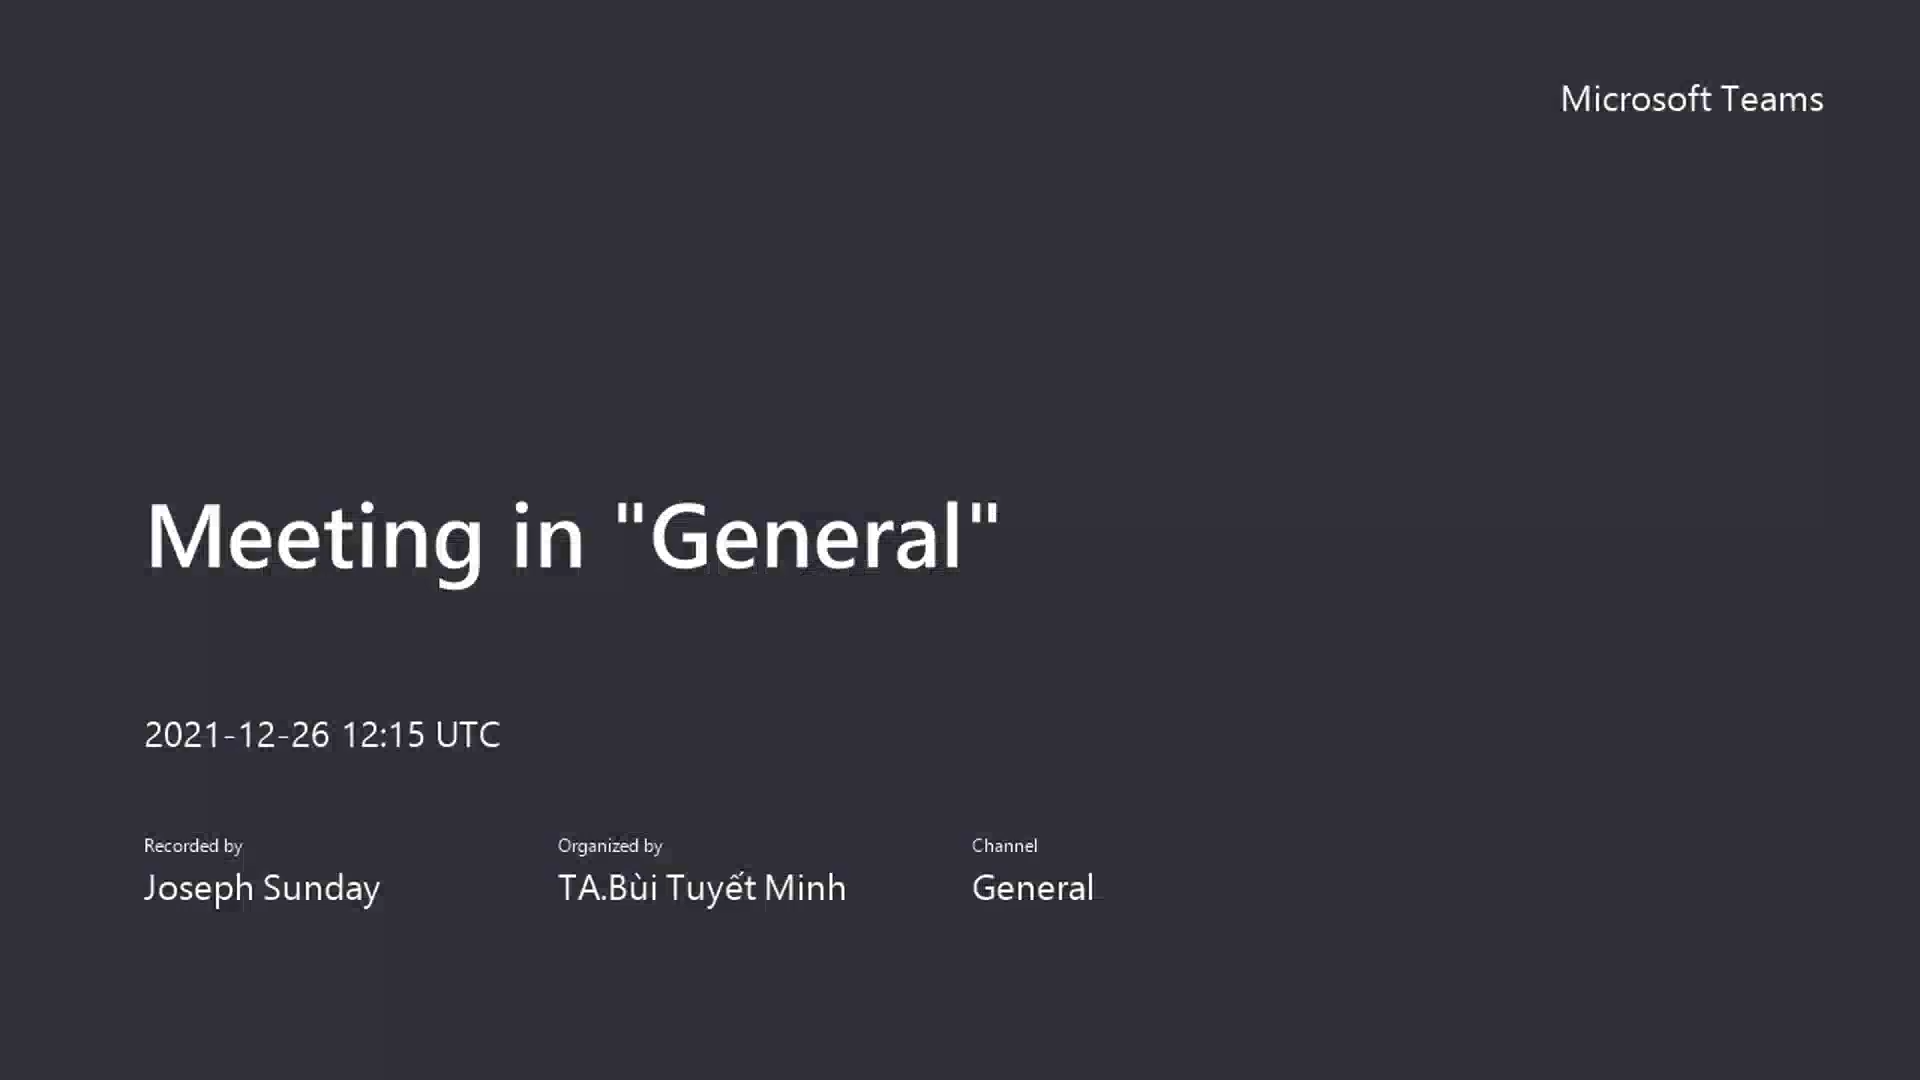 Microsoft Teams
Meeting in "General"
2021-12-26 12:15 UTC
Recorded by
Joseph Sunday
Organized by
TA.Bùi Tuyết Minh
Channel
General